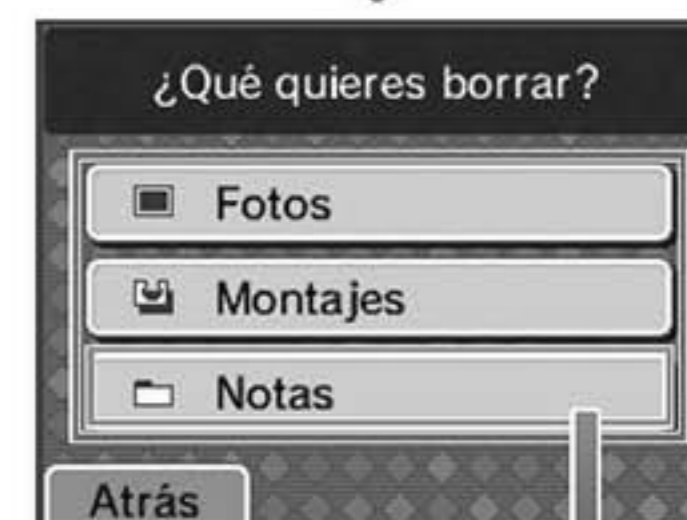 ¿Qué quieres borrar?
Fotos
Montajes
Notas
Atrás